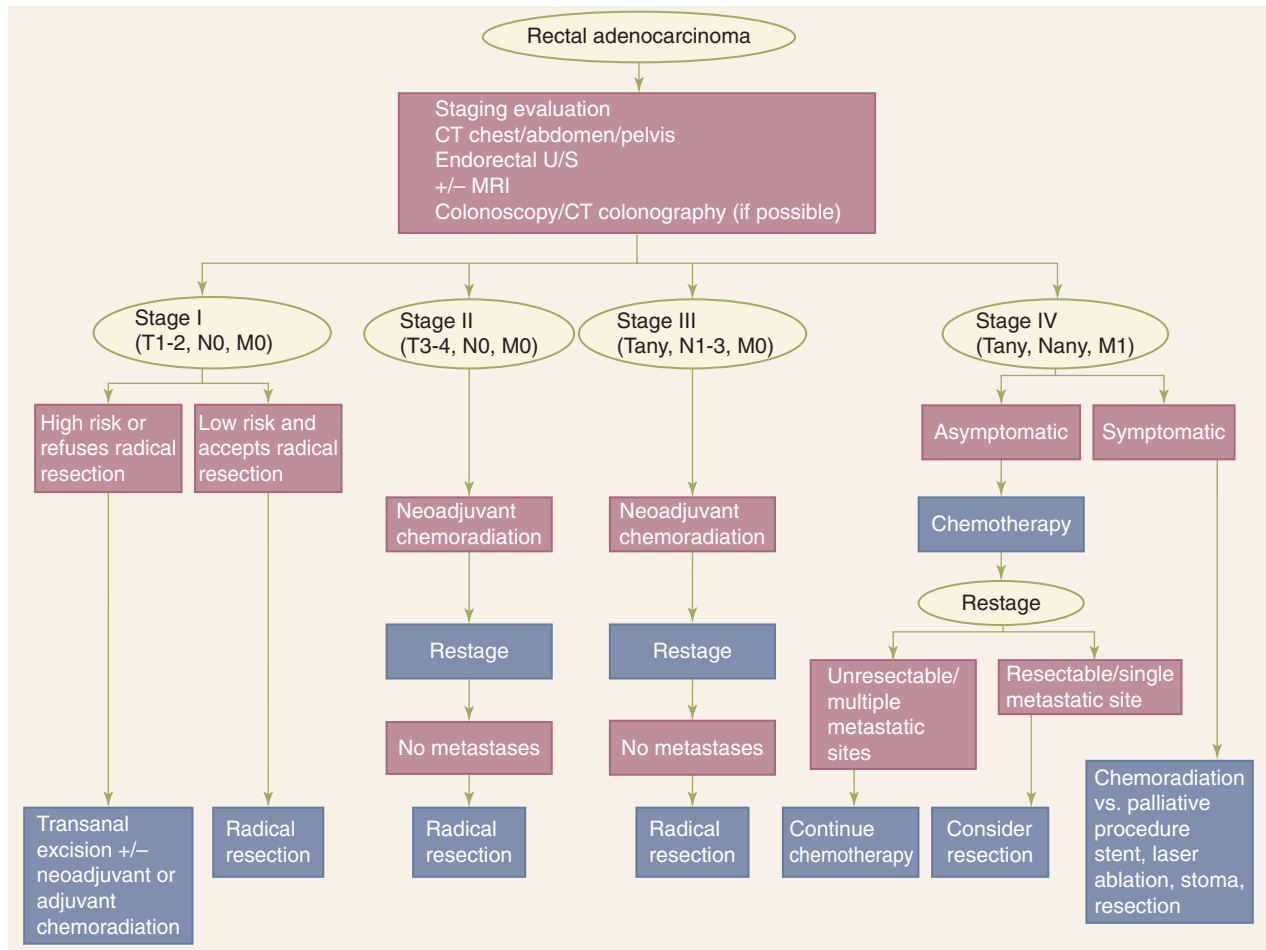 Rectal adenocarcinoma
Staging evaluation
CT chest/abdomen/pelvis
Endorectal U/S
+/– MRI
Colonoscopy/CT colonography (if possible)
Stage I
(T1-2, N0, M0)
Stage II
(T3-4, N0, M0)
Stage III
(Tany, N1-3, M0)
Stage IV
(Tany, Nany, M1)
High risk or
refuses radical
resection
Low risk and
accepts radical
resection
Asymptomatic
Symptomatic
Neoadjuvant
chemoradiation
Neoadjuvant
chemoradiation
Chemotherapy
Restage
Restage
Restage
Unresectable/
multiple
metastatic
sites
Resectable/single
metastatic site
No metastases
No metastases
Transanal
excision +/–
neoadjuvant or
adjuvant
chemoradiation
Radical
resection
Radical
resection
Radical
resection
Continue
chemotherapy
Consider
resection
Chemoradiation
vs. palliative
procedure
stent, laser
ablation, stoma,
resection